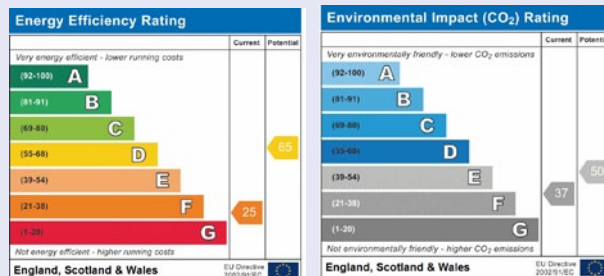 Energy Efficiency Rating
Current Potential
Very energy efficient - lower running costs
(92-100) A
(81-91) B
(69-80) C
(55-68) D
65
(39-54) E
(21-38) F
25
(1-20) G
Not energy efficient - higher running costs
England, Scotland & Wales
EU Directive
2002/91/EC
Environmental Impact (CO₂) Rating
Current Potential
Very environmentally friendly - lower CO₂ emissions
(92-100) A
(81-91) B
(69-80) C
(55-68) D
(39-54) E
50
(21-38) F
37
(1-20) G
Not environmentally friendly - higher CO₂ emissions
England, Scotland & Wales
EU Directive
2002/91/EC